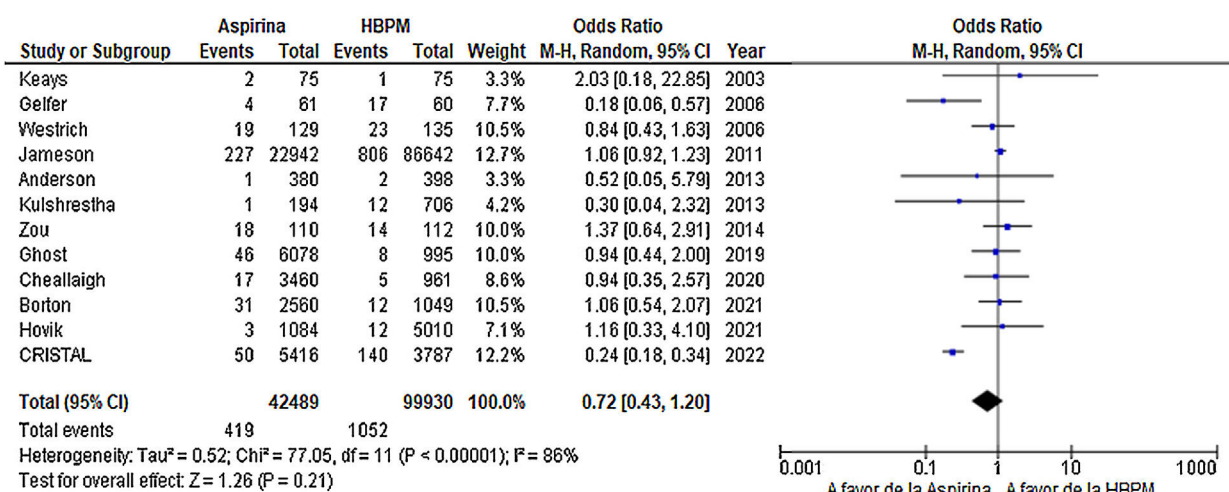 Aspirina HBPM Odds Ratio Odds Ratio
Study or Subgroup Events Total Events Total Weight M-H, Random, 95% CI Year M-H, Random, 95% CI
Keays 2 75 1 75 3.3% 2.03 [0.18, 22.85] 2003
Gelfer 4 61 17 60 7.7% 0.18 [0.06, 0.57] 2006
Westrich 19 129 23 135 10.5% 0.84 [0.43, 1.63] 2006
Jameson 227 22942 806 86642 12.7% 1.06 [0.92, 1.23] 2011
Anderson 1 380 2 398 3.3% 0.52 [0.05, 5.79] 2013
Kulshrestha 1 194 12 706 4.2% 0.30 [0.04, 2.32] 2013
Zou 18 110 14 112 10.0% 1.37 [0.64, 2.91] 2014
Ghost 46 6078 8 995 10.0% 0.94 [0.44, 2.00] 2019
Cheallaigh 17 3460 5 961 8.6% 0.94 [0.35, 2.57] 2020
Borton 31 2560 12 1049 10.5% 1.06 [0.54, 2.07] 2021
Hovik 3 1084 12 5010 7.1% 1.16 [0.33, 4.10] 2021
CRISTAL 50 5416 140 3787 12.2% 0.24 [0.18, 0.34] 2022
Total (95% CI) 42489 99930 100.0% 0.72 [0.43, 1.20]
Total events 419 1052
Heterogeneity: Tau² = 0.52; Chi² = 77.05, df = 11 (P < 0.00001); I² = 86%
Test for overall effect: Z = 1.26 (P = 0.21)
0.001 0.1 1 10 1000
A favor de la Aspirina A favor de la HBPM